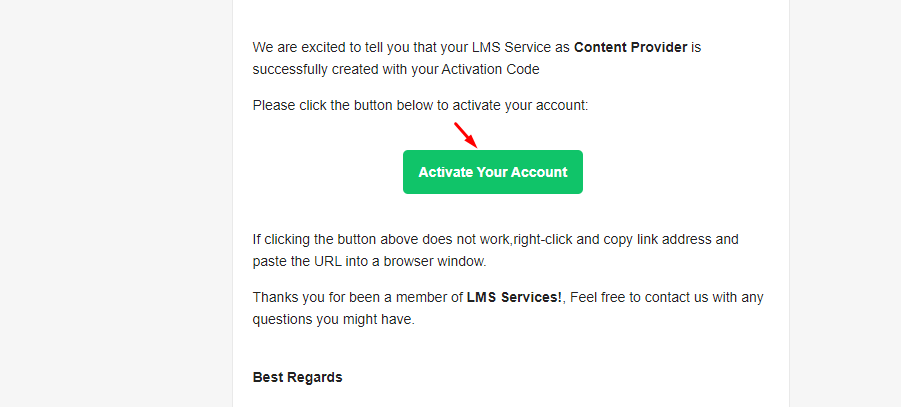 We are excited to tell you that your LMS Service as Content Provider is
successfully created with your Activation Code
Please click the button below to activate your account:
Activate Your Account
If clicking the button above does not work,right-click and copy link address and
paste the URL into a browser window.
Thanks you for been a member of LMS Services!, Feel free to contact us with any
questions you might have.
Best Regards